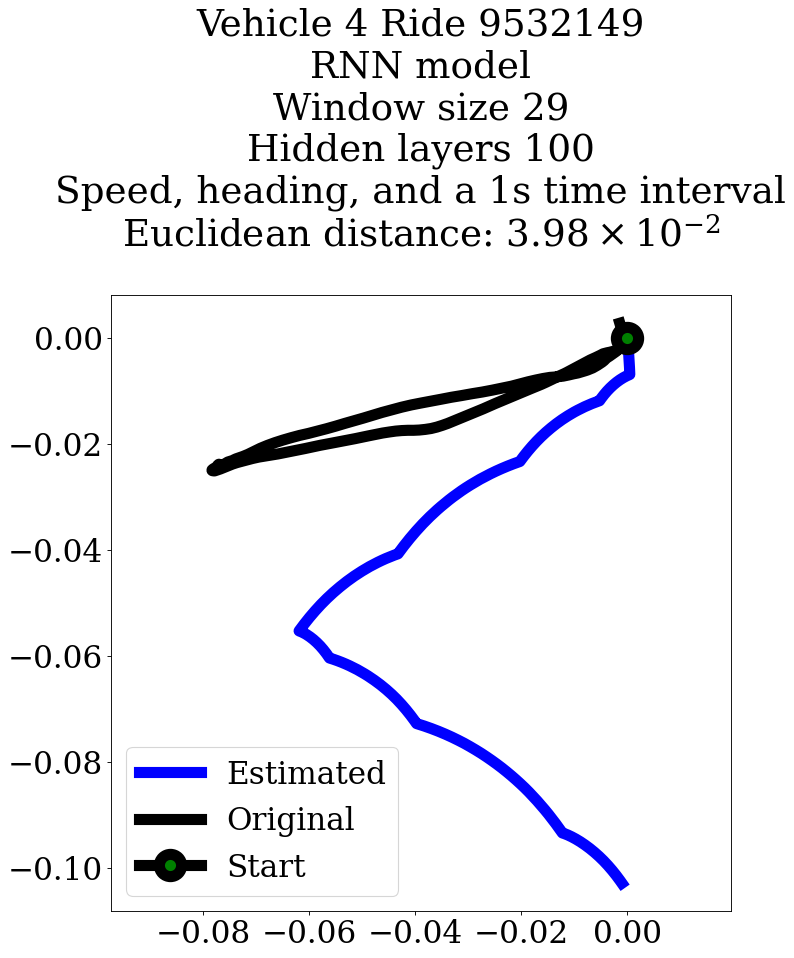 Vehicle 4 Ride 9532149
RNN model
Window size 29
Hidden layers 100
Speed, heading, and a 1s time interval
Euclidean distance: 3.98 × 10⁻²
0.00
−0.02
−0.04
−0.06
−0.08
−0.10
Estimated
Original
Start
−0.08 −0.06 −0.04 −0.02 0.00